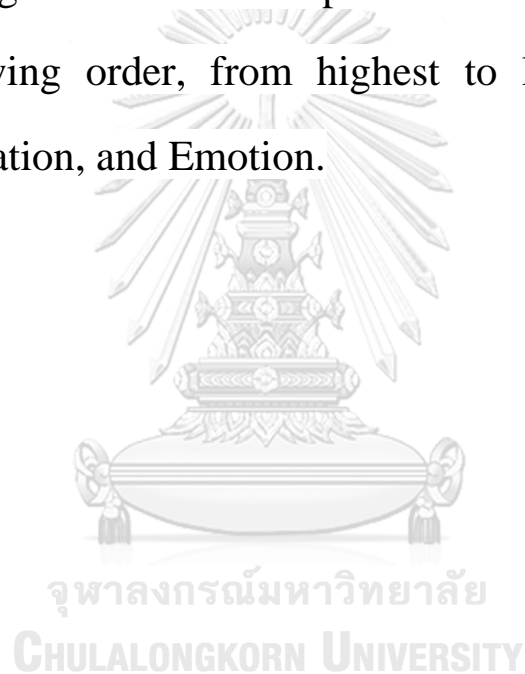 ving order, from highest to
ation, and Emotion.
จุฬาลงกรณ์มหาวิทยาลัย
CHULALONGKORN UNIVERSITY